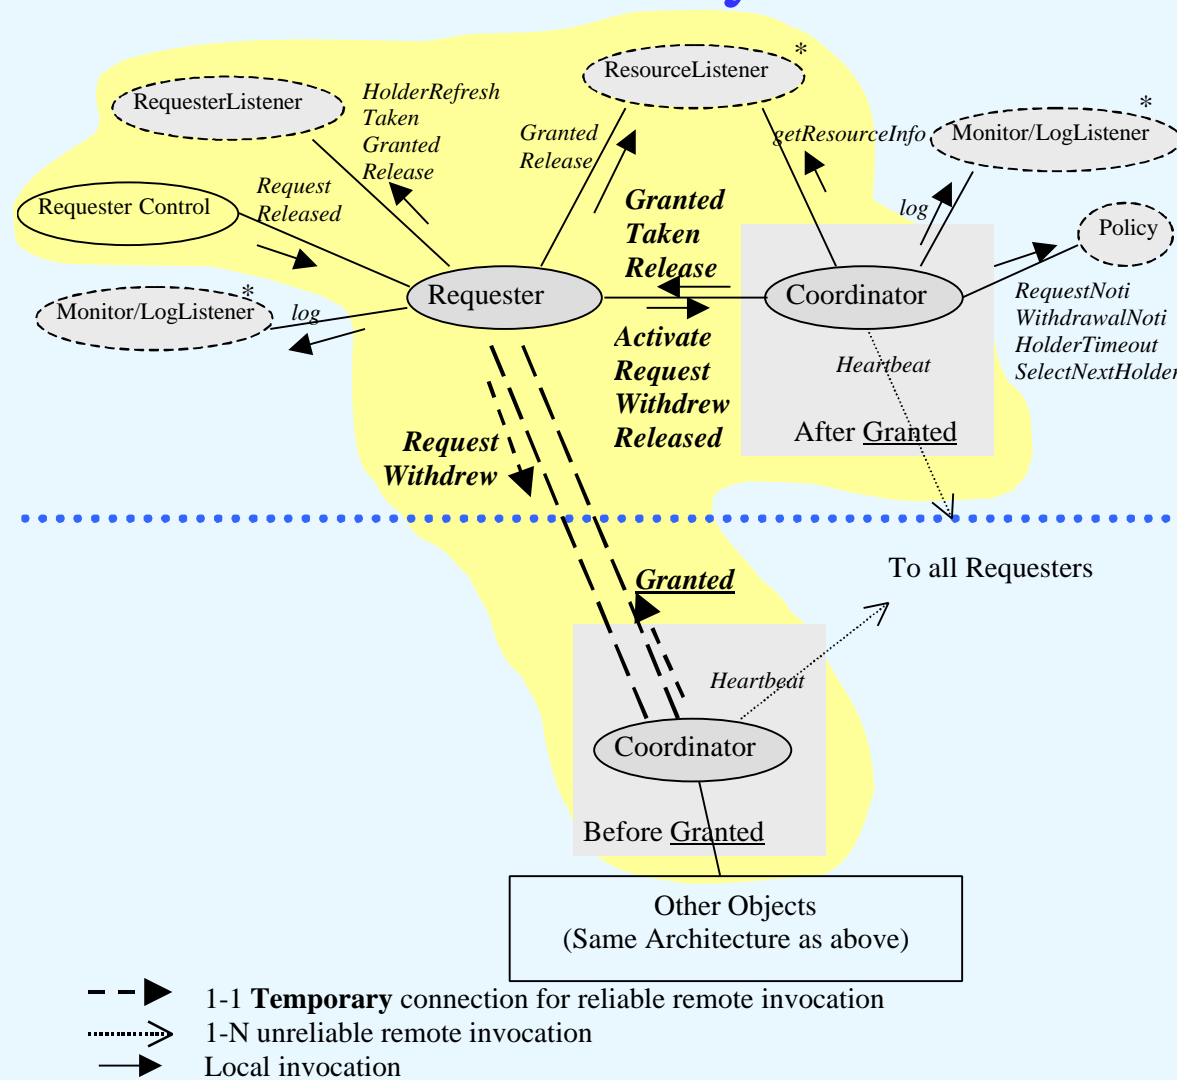 ResourceListener
*
RequesterListener
HolderRefresh
Taken
Granted
Release
Granted
Release
getResourceInfo
*
Monitor/LogListener
Requester Control
Request
Released
Granted
Taken
Release
log
Policy
*
Monitor/LogListener
log
Requester
Coordinator
RequestNoti
WithdrawalNoti
HolderTimeout
SelectNextHolder
Activate
Request
Withdrew
Released
Heartbeat
After Granted
Request
Withdrew
To all Requesters
Granted
Heartbeat
Coordinator
Before Granted
Other Objects
(Same Architecture as above)
1-1 Temporary connection for reliable remote invocation
1-N unreliable remote invocation
Local invocation